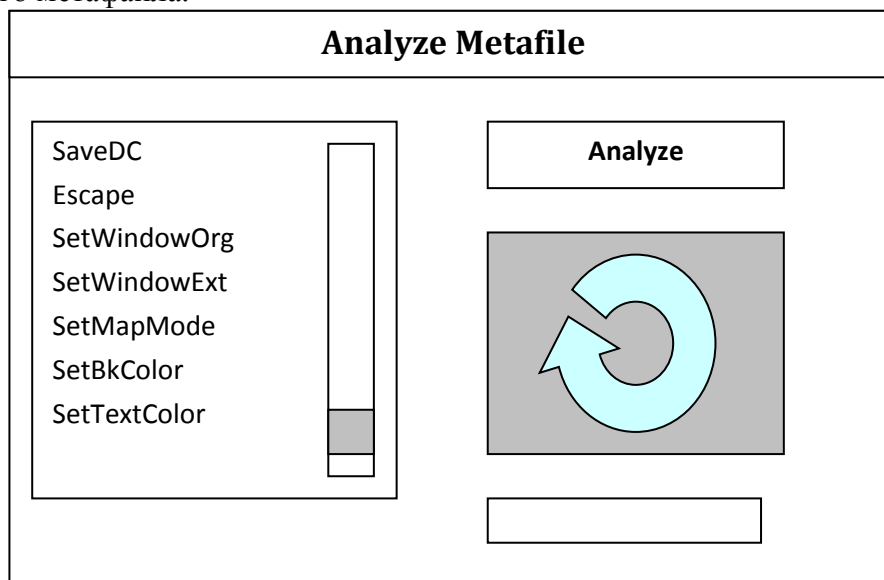 Analyze Metafile
SaveDC
Escape
SetWindowOrg
SetWindowExt
SetMapMode
SetBkColor
SetTextColor
Analyze